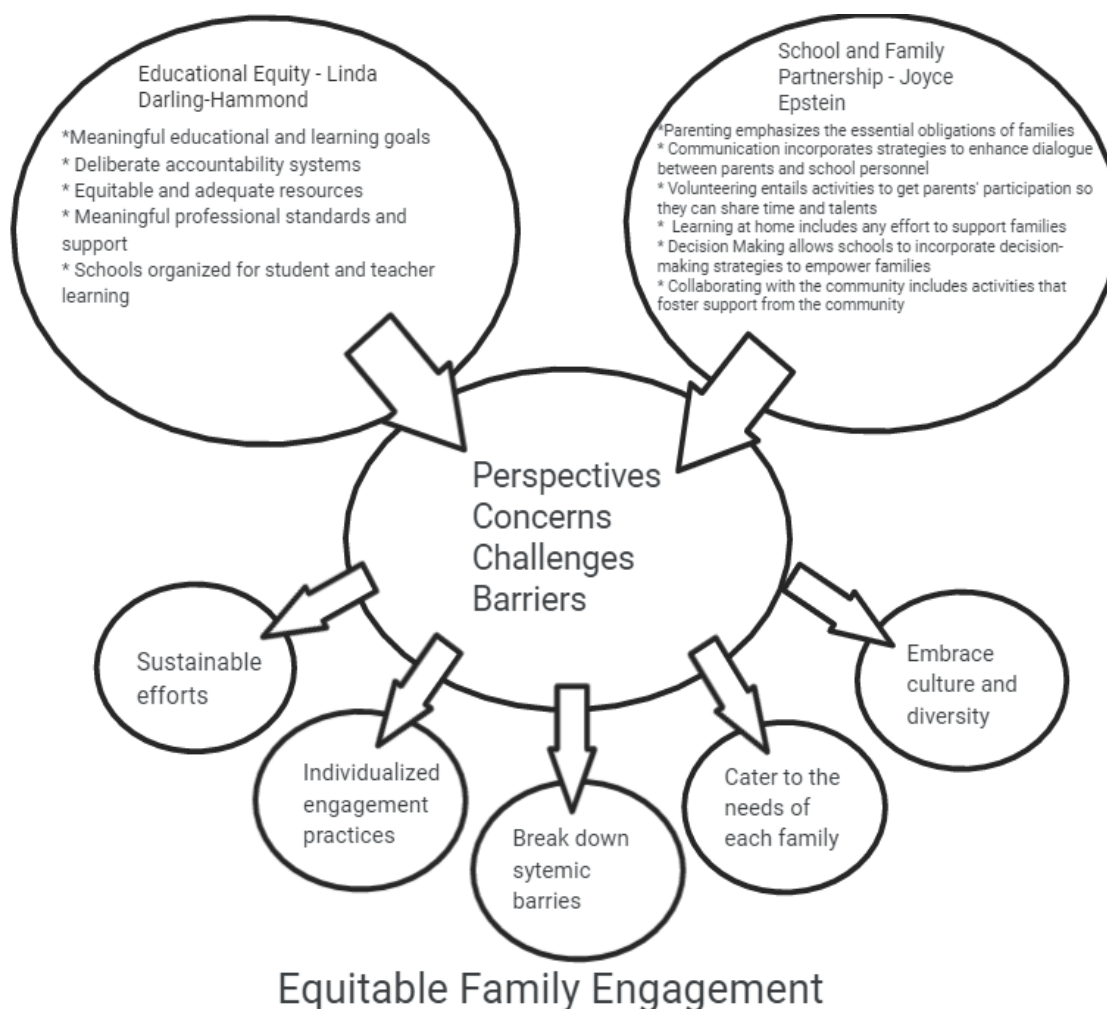 Educational Equity - Linda
Darling-Hammond
*Meaningful educational and learning goals
* Deliberate accountability systems
* Equitable and adequate resources
* Meaningful professional standards and
support
* Schools organized for student and teacher
learning
School and Family
Partnership - Joyce
Epstein
*Parenting emphasizes the essential obligations of families
* Communication incorporates strategies to enhance dialogue
between parents and school personnel
* Volunteering entails activities to get parents' participation so
they can share time and talents
* Learning at home includes any effort to support families
* Decision Making allows schools to incorporate decision-
making strategies to empower families
* Collaborating with the community includes activities that
foster support from the community
Perspectives
Concerns
Challenges
Barriers
Sustainable
efforts
Individualized
engagement
practices
Break down
sytemic
barries
Cater to the
needs of
each family
Embrace
culture and
diversity
Equitable Family Engagement